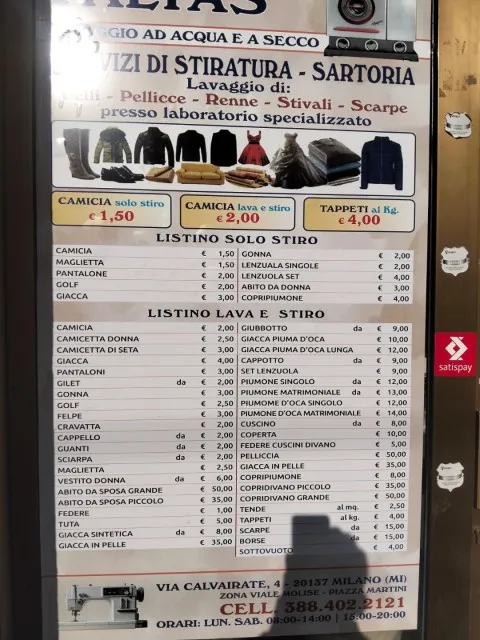 GGIO AD ACQUA E A SECCO
VIZI DI STIRATURA - SARTORIA
Lavaggio di:
- Pellicce - Renne - Stivali - Scarpe
presso laboratorio specializzato
CAMICIA solo stiro
€ 1,50
CAMICIA lava e stiro
€ 2,00
TAPPETI al Kg.
€ 4,00
LISTINO SOLO STIRO
CAMICIA € 1,50
MAGLIETTA € 1,50
PANTALONE € 2,00
GOLF € 2,00
GIACCA € 3,00
GONNA € 2,00
LENZUALA SINGOLE € 2,00
LENZUOLA SET € 4,00
ABITO DA DONNA € 3,00
COPRIPIUMONE € 4,00
LISTINO LAVA E STIRO
CAMICIA € 2,00
CAMICETTA DONNA € 2,50
CAMICETTA DI SETA € 3,00
GIACCA € 4,00
PANTALONI € 3,00
GILET da € 2,00
GONNA € 3,00
GOLF € 2,50
FELPE € 3,00
CRAVATTA € 2,00
CAPPELLO da € 2,00
GUANTI da € 2,00
SCIARPA da € 2,00
MAGLIETTA € 2,50
VESTITO DONNA da € 6,00
ABITO DA SPOSA GRANDE € 50,00
ABITO DA SPOSA PICCOLO € 35,00
FEDERE € 1,00
TUTA € 5,00
GIACCA SINTETICA da € 8,00
GIACCA IN PELLE € 35,00
GIUBBOTTO da € 9,00
GIACCA PIUMA D'OCA € 10,00
GIACCA PIUMA D'OCA LUNGA € 12,00
CAPPOTTO da € 9,00
SET LENZUOLA € 9,00
PIUMONE SINGOLO da € 12,00
PIUMONE MATRIMONIALE da € 13,00
PIUMOME D'OCA SINGOLO € 12,00
PIUMONE D'OCA MATRIMONIALE € 14,00
CUSCINO da € 8,00
COPERTA € 10,00
FEDERE CUSCINI DIVANO € 5,00
PELLICCIA € 50,00
GIACCA IN PELLE € 35,00
COPRIPIUMONE € 8,00
COPRIDIVANO PICCOLO € 35,00
COPRIDIVANO GRANDE € 50,00
TENDE al mq. € 2,50
TAPPETI al kg. € 4,00
SCARPE da € 15,00
BORSE da € 15,00
SOTTOVUOTO € 4,00
VIA CALVAIRATE, 4 - 20137 MILANO (MI)
ZONA VIALE MOLISE - PIAZZA MARTINI
CELL. 388.402.2121
ORARI: LUN. SAB. 08:00-14:00 | 15:00-20:00
satispay